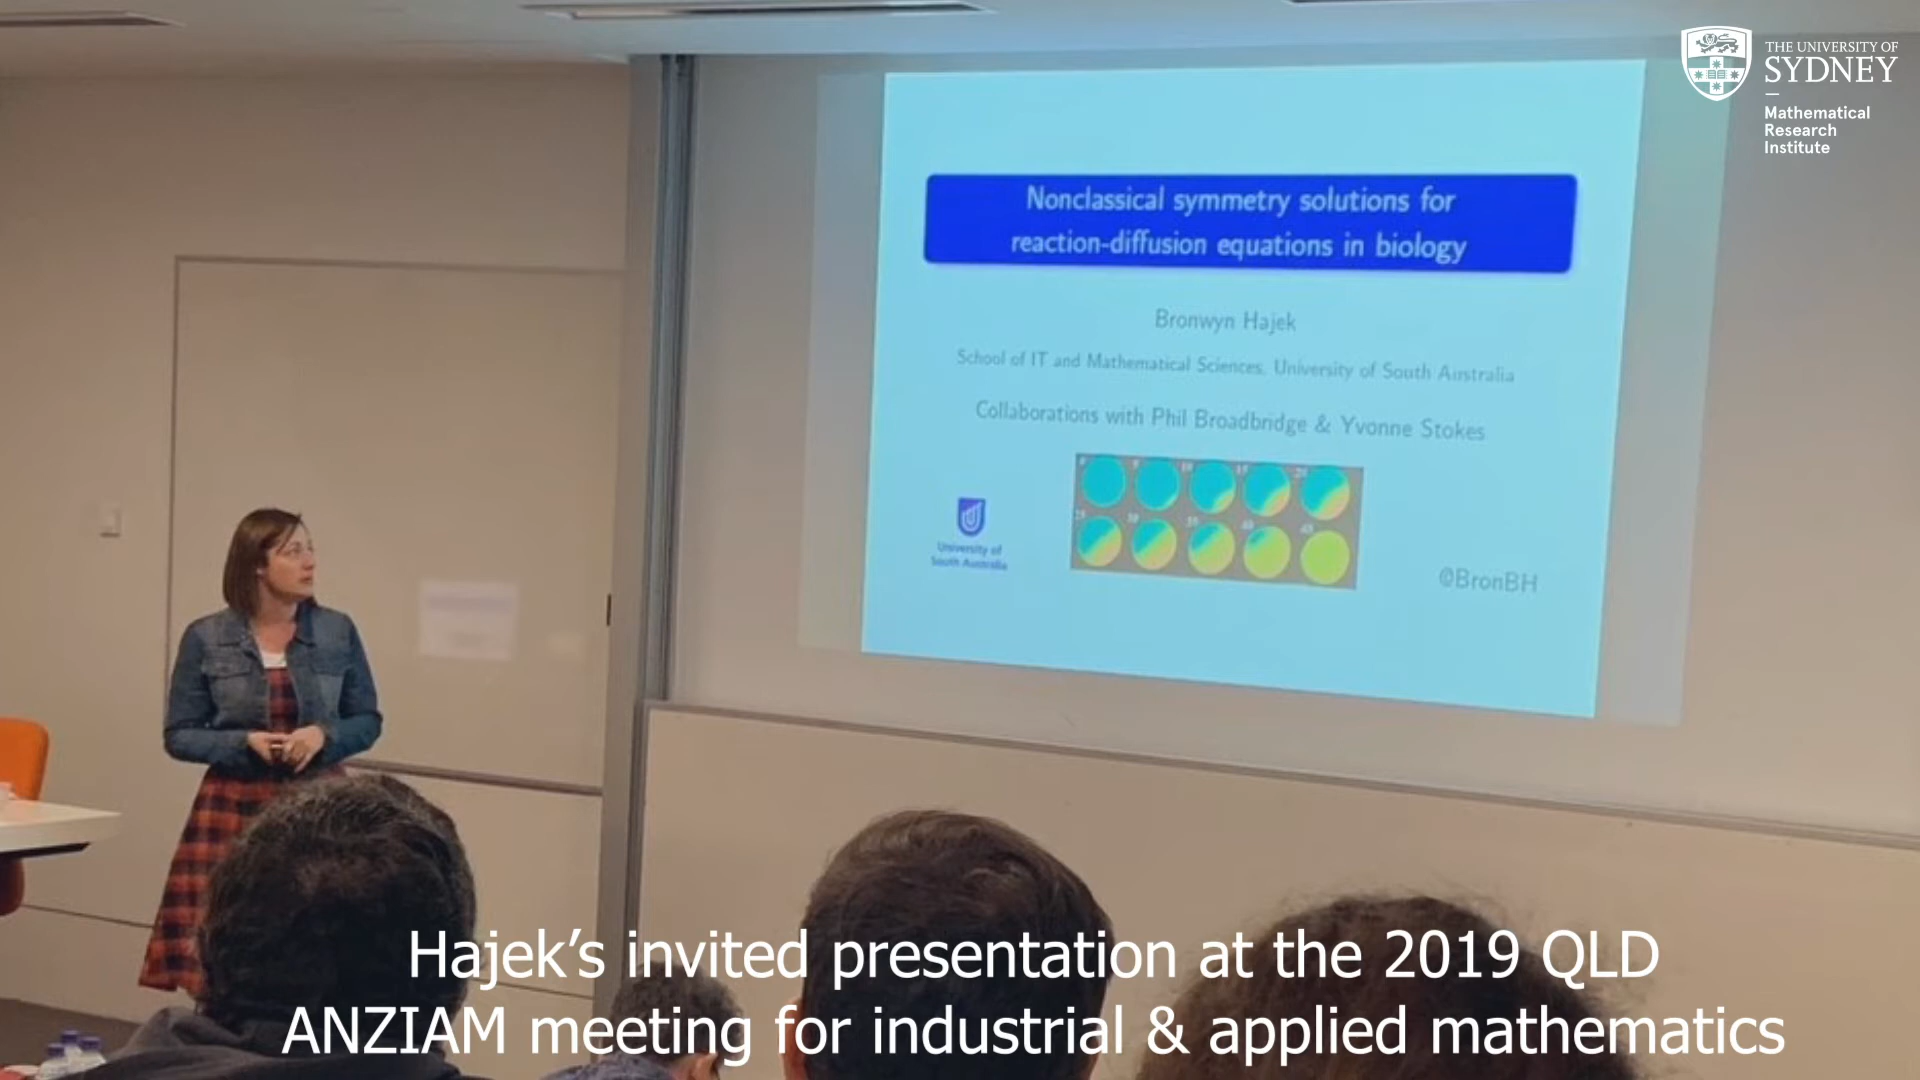 THE UNIVERSITY OF
SYDNEY
Mathematical
Research
Institute
Nonclassical symmetry solutions for
reaction-diffusion equations in biology
Bronwyn Hajek
School of IT and Mathematical Sciences, University of South Australia
Collaborations with Phil Broadbridge & Yvonne Stokes
University of
South Australia
@BronBH
Hajek’s invited presentation at the 2019 QLD
ANZIAM meeting for industrial & applied mathematics